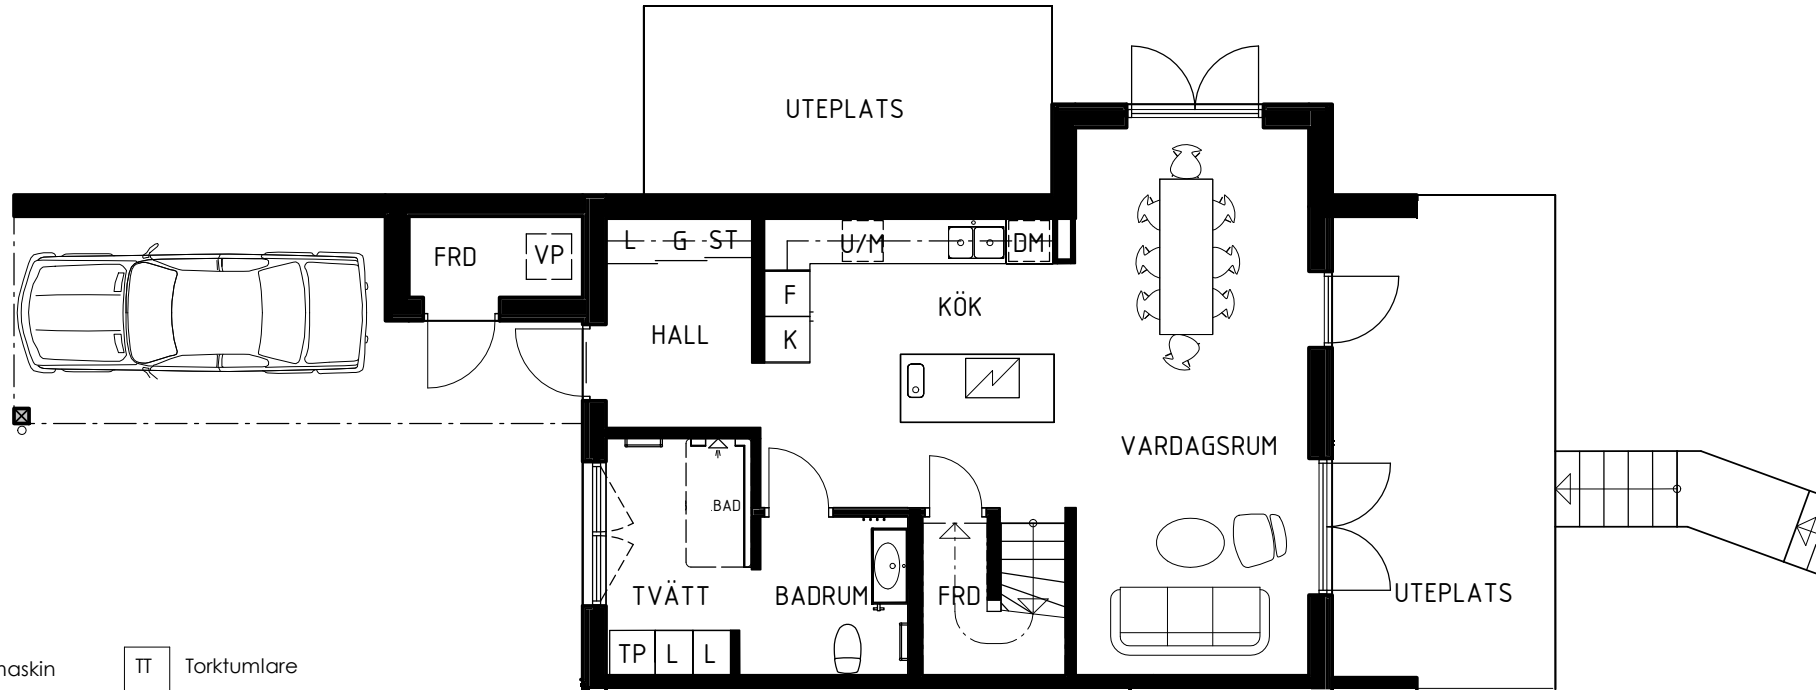 UTEPLATS
FRD
VP
L G ST
U/M
DM
F
K
KÖK
HALL
VARDAGSRUM
.BAD
TVÄTT
BADRUM
FRD
UTEPLATS
TP L L
TT Torktumlare